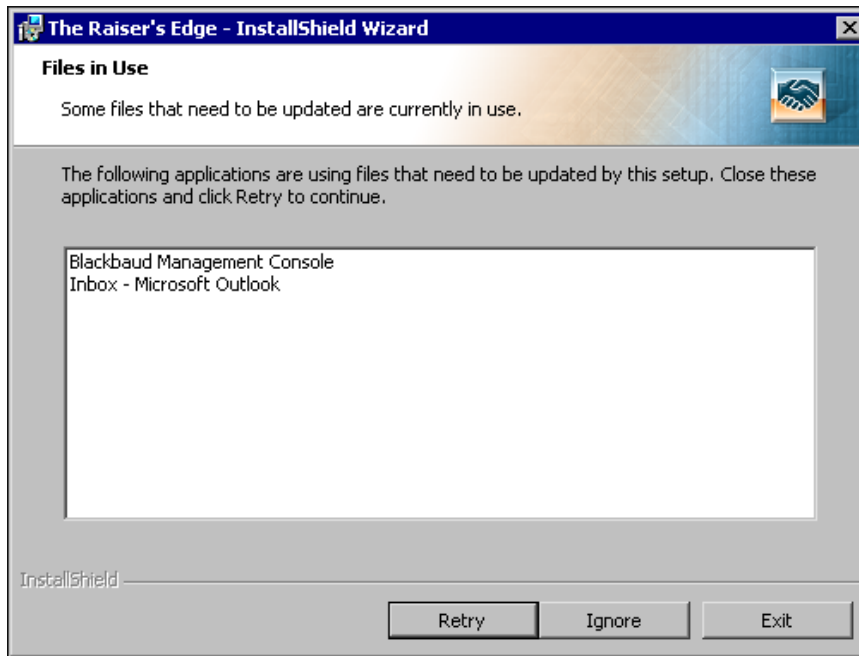 The Raiser's Edge - InstallShield Wizard
Files in Use
Some files that need to be updated are currently in use.
The following applications are using files that need to be updated by this setup. Close these
applications and click Retry to continue.
Blackbaud Management Console
Inbox - Microsoft Outlook
InstallShield
Retry Ignore Exit